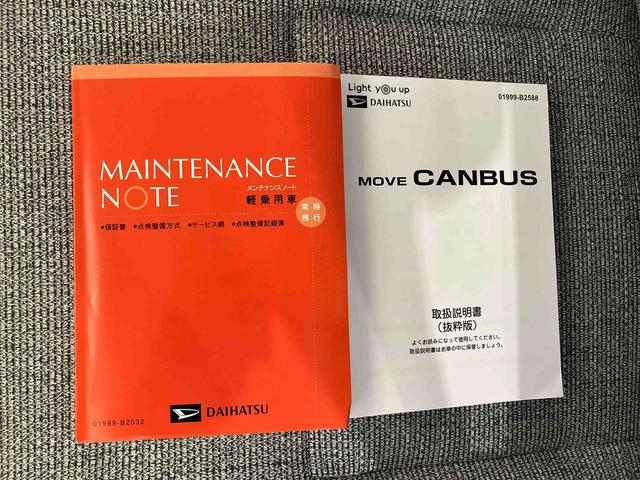 MAINTENANCE
NOTE
メンテナンスノート
軽乗用車
常時
携行
●保証書 ●点検整備方式 ●サービス網 ●点検整備記録簿
01989-B2032
DAIHATSU
Light you up
DAIHATSU
01999-B2588
MOVE CANBUS
取扱説明書
(抜粋版)
よくお読みになって使用してください。
取扱説明書はお車の中に保管しましょう。